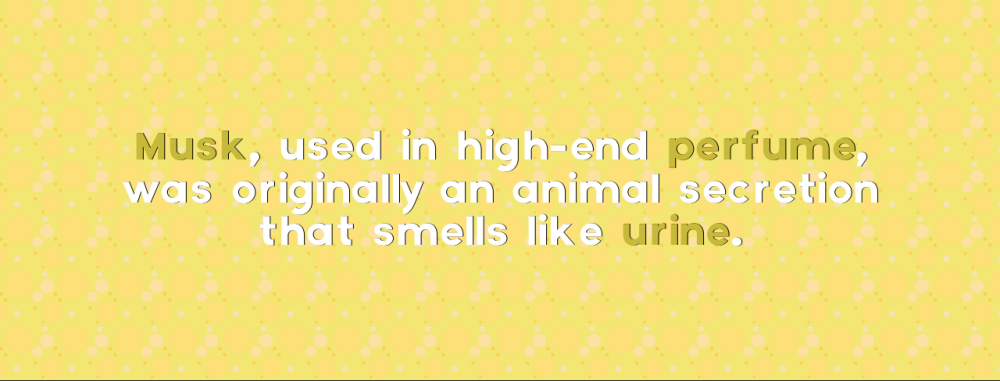 Musk, used in high-end perfume,
was originally an animal secretion
that smells like urine.